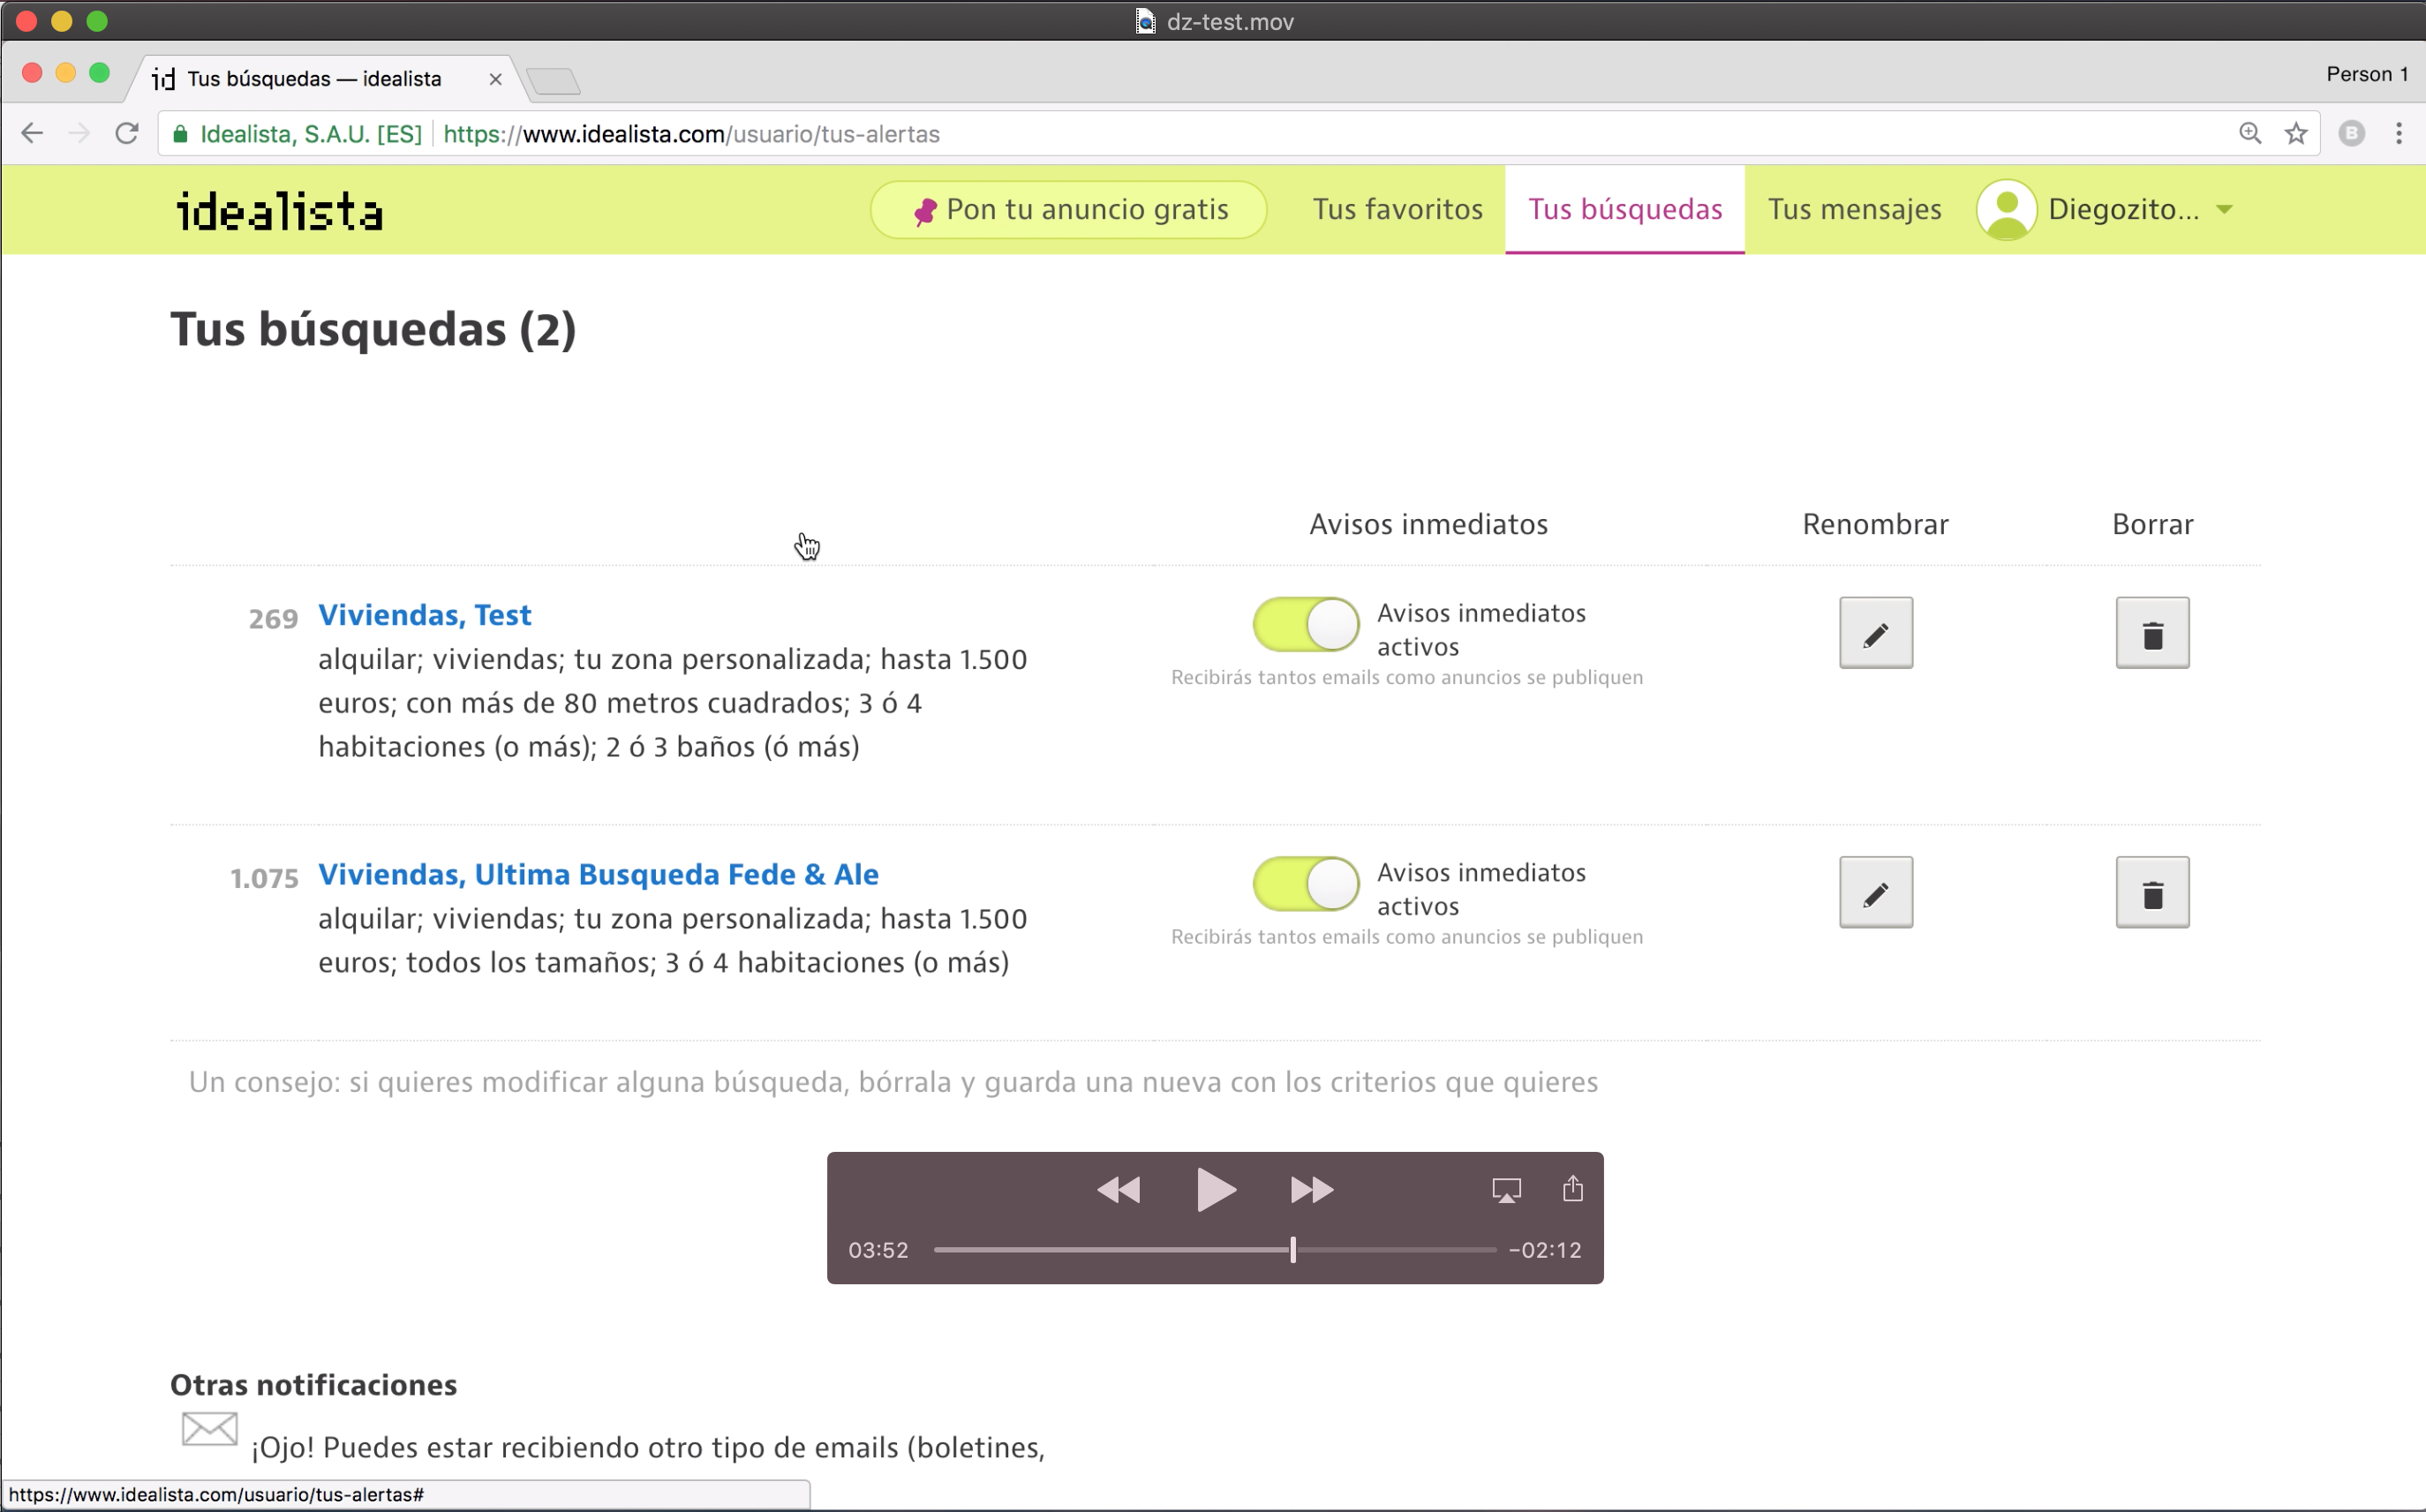 dz-test.mov
Tus búsquedas — idealista
Person 1
Idealista, S.A.U. [ES] https://www.idealista.com/usuario/tus-alertas
B
idealista
Pon tu anuncio gratis
Tus favoritos
Tus búsquedas
Tus mensajes
Diegozito...
Tus búsquedas (2)
Avisos inmediatos
Renombrar
Borrar
269
Viviendas, Test
alquilar; viviendas; tu zona personalizada; hasta 1.500
euros; con más de 80 metros cuadrados; 3 ó 4
habitaciones (o más); 2 ó 3 baños (ó más)
Avisos inmediatos
activos
Recibirás tantos emails como anuncios se publiquen
1.075
Viviendas, Ultima Busqueda Fede & Ale
alquilar; viviendas; tu zona personalizada; hasta 1.500
euros; todos los tamaños; 3 ó 4 habitaciones (o más)
Avisos inmediatos
activos
Recibirás tantos emails como anuncios se publiquen
Un consejo: si quieres modificar alguna búsqueda, bórrala y guarda una nueva con los criterios que quieres
03:52
-02:12
Otras notificaciones
¡Ojo! Puedes estar recibiendo otro tipo de emails (boletines,
https://www.idealista.com/usuario/tus-alertas#